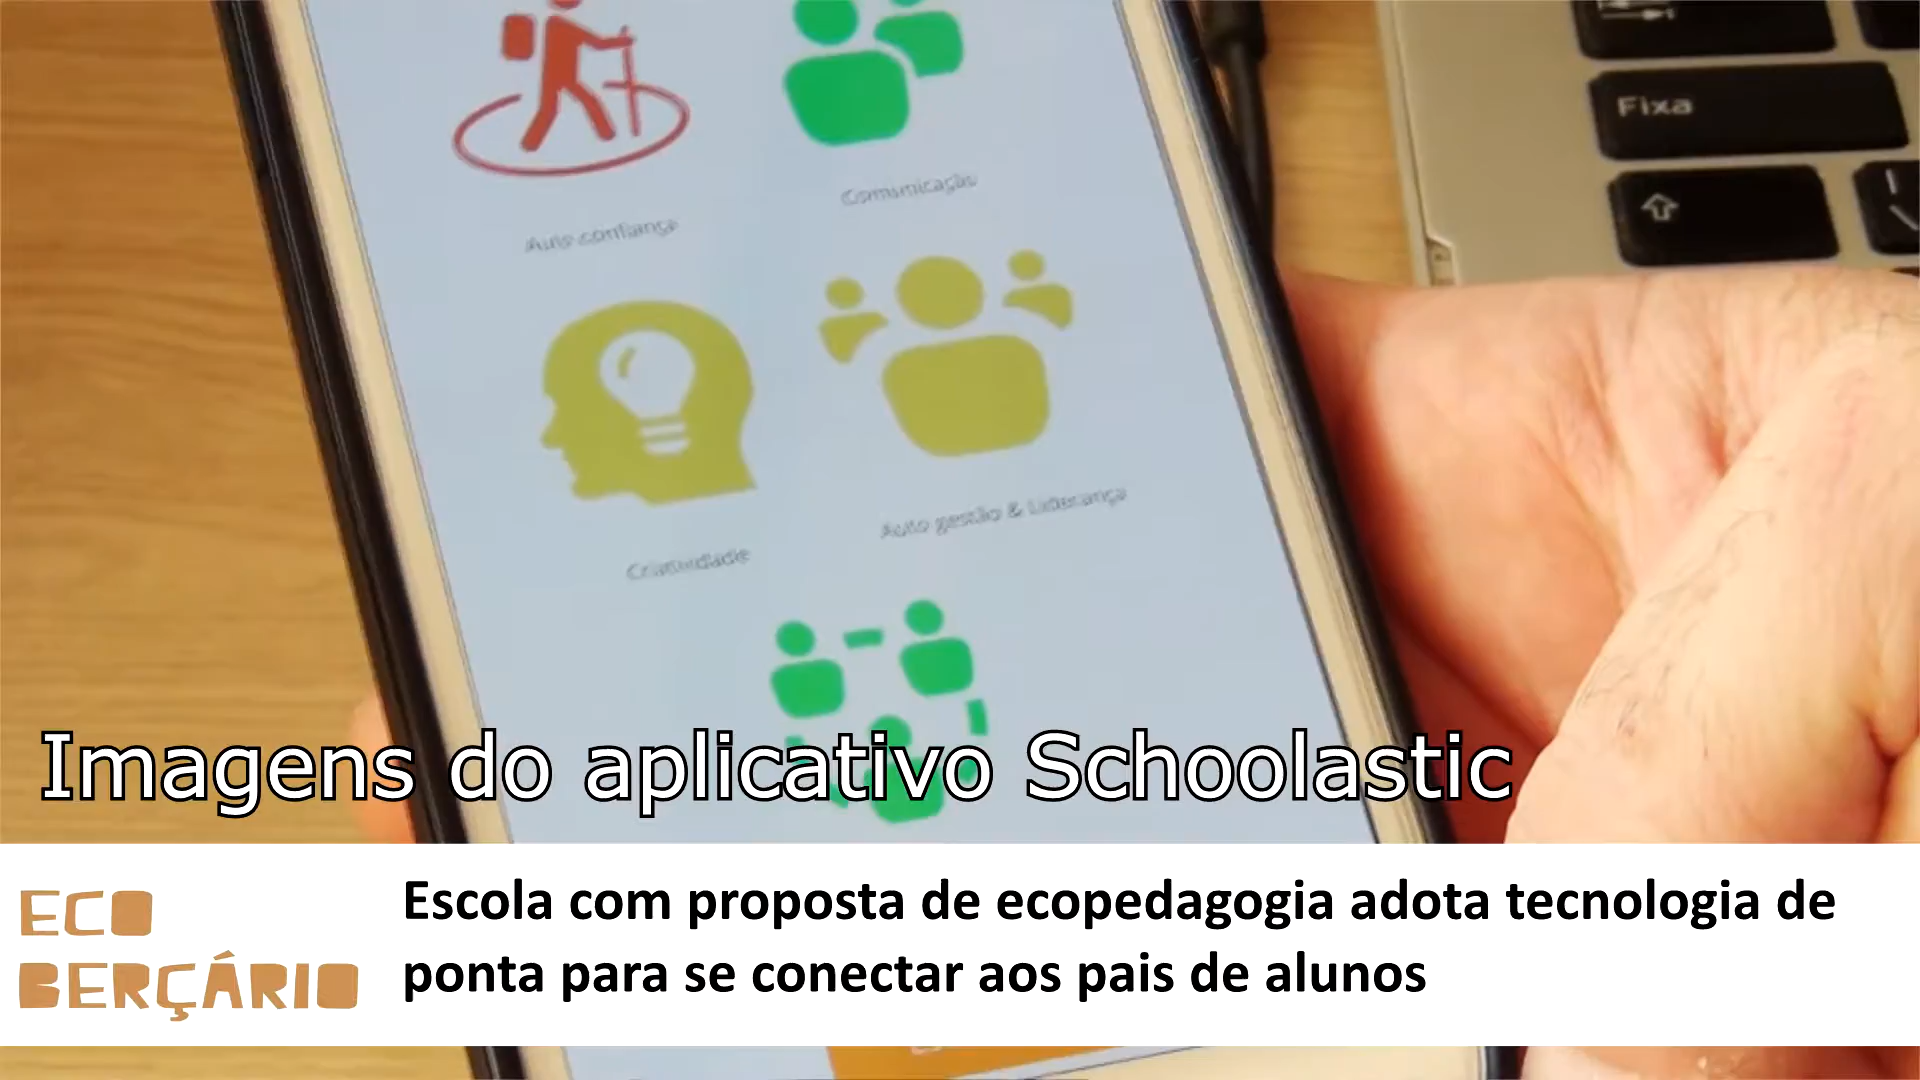 Fixa
Comunicação
Auto confiança
Auto gestão & Liderança
Criatividade
Imagens do aplicativo Schoolastic
ECO
BERÇÁRIO
Escola com proposta de ecopedagogia adota tecnologia de
ponta para se conectar aos pais de alunos